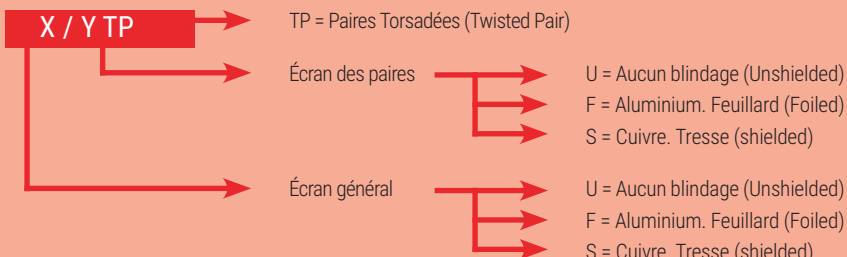 X / Y TP
TP = Paires Torsadées (Twisted Pair)
Écran des paires
U = Aucun blindage (Unshielded)
F = Aluminium. Feuillard (Foiled)
S = Cuivre. Tresse (shielded)
Écran général
U = Aucun blindage (Unshielded)
F = Aluminium. Feuillard (Foiled)
S = Cuivre. Tresse (shielded)